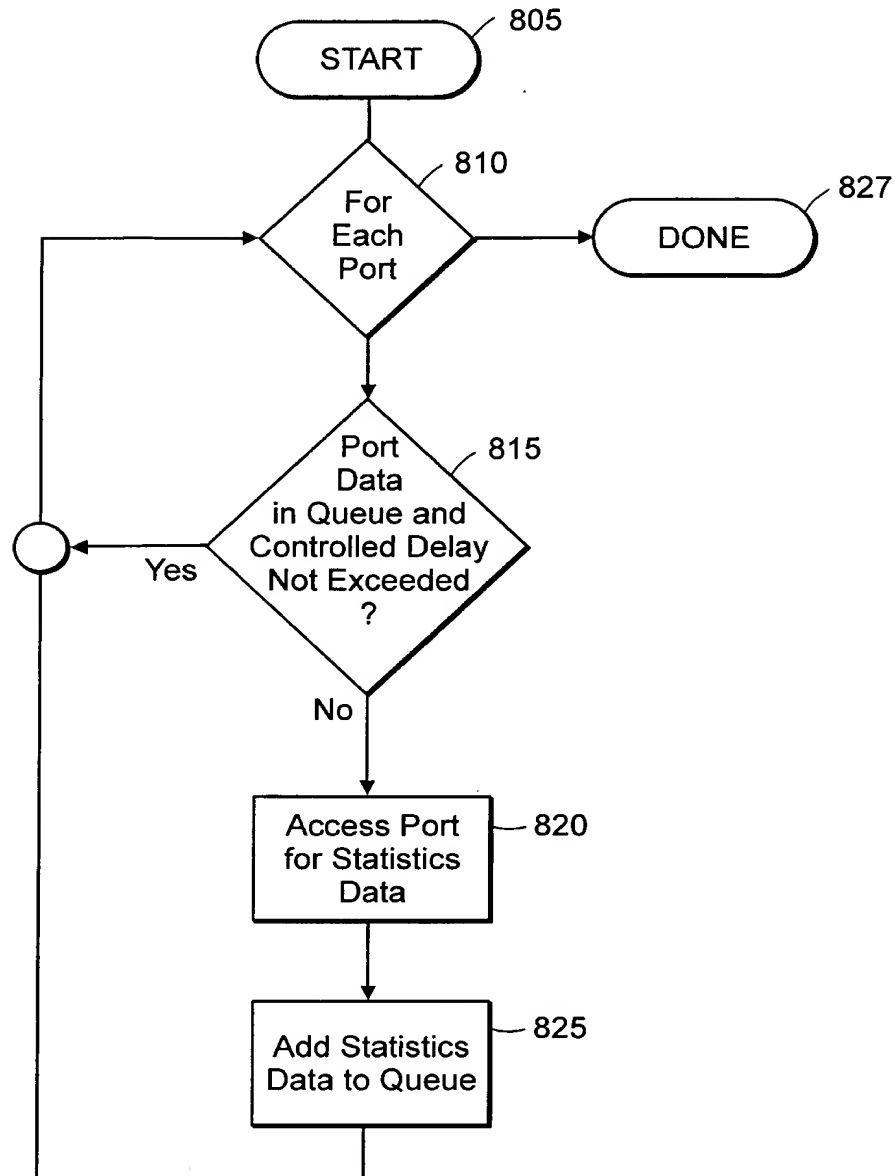 805
START
810
For
Each
Port
827
DONE
815
Port
Data
in Queue and
Controlled Delay
Not Exceeded
?
Yes
No
820
Access Port
for Statistics
Data
825
Add Statistics
Data to Queue